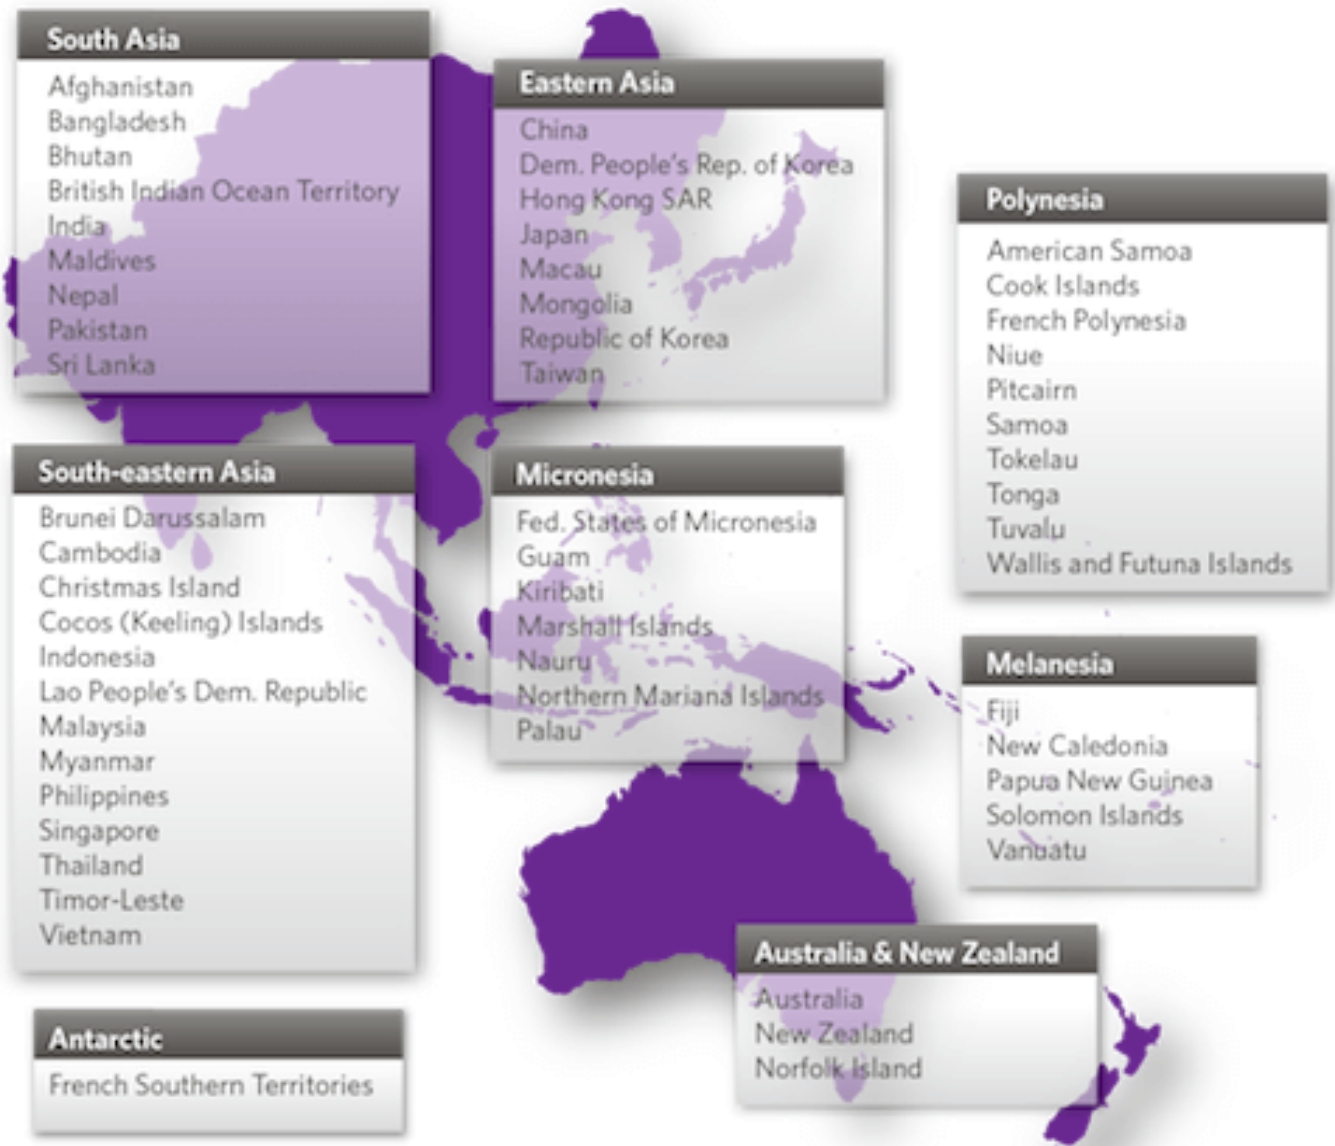 South Asia
Afghanistan
Bangladesh
Bhutan
British Indian Ocean Territory
India
Maldives
Nepal
Pakistan
Sri Lanka
Eastern Asia
China
Dem. People's Rep. of Korea
Hong Kong SAR
Japan
Macau
Mongolia
Republic of Korea
Taiwan
Polynesia
American Samoa
Cook Islands
French Polynesia
Niue
Pitcairn
Samoa
Tokelau
Tonga
Tuvalu
Wallis and Futuna Islands
South-eastern Asia
Brunei Darussalam
Cambodia
Christmas Island
Cocos (Keeling) Islands
Indonesia
Lao People's Dem. Republic
Malaysia
Myanmar
Philippines
Singapore
Thailand
Timor-Leste
Vietnam
Micronesia
Fed. States of Micronesia
Guam
Kiribati
Marshall Islands
Nauru
Northern Mariana Islands
Palau
Melanesia
Fiji
New Caledonia
Papua New Guinea
Solomon Islands
Vanuatu
Australia & New Zealand
Australia
New Zealand
Norfolk Island
Antarctic
French Southern Territories